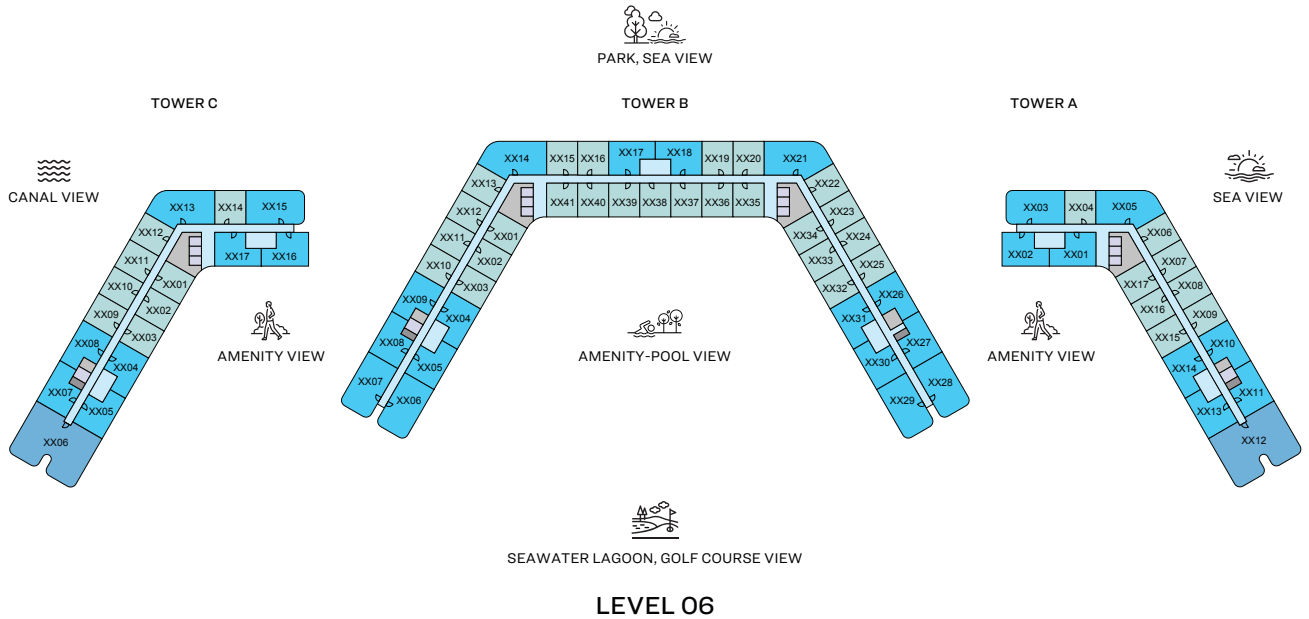 PARK, SEA VIEW
TOWER C
TOWER B
TOWER A
CANAL VIEW
SEA VIEW
XX13
XX14
XX15
XX12
XX17
XX16
XX11
XX01
XX10
XX02
XX09
XX03
XX08
XX04
XX07
XX05
XX06
AMENITY VIEW
XX14
XX15
XX16
XX17
XX18
XX19
XX20
XX21
XX13
XX22
XX41
XX40
XX39
XX38
XX37
XX36
XX35
XX12
XX23
XX11
XX01
XX34
XX24
XX10
XX02
XX33
XX25
XX03
XX32
XX09
XX04
XX31
XX26
XX08
XX05
XX30
XX27
XX07
XX06
XX29
XX28
AMENITY-POOL VIEW
XX03
XX04
XX05
XX02
XX01
XX06
XX07
XX17
XX08
XX16
XX09
XX15
XX10
XX14
XX11
XX13
XX12
AMENITY VIEW
SEAWATER LAGOON, GOLF COURSE VIEW
LEVEL 06